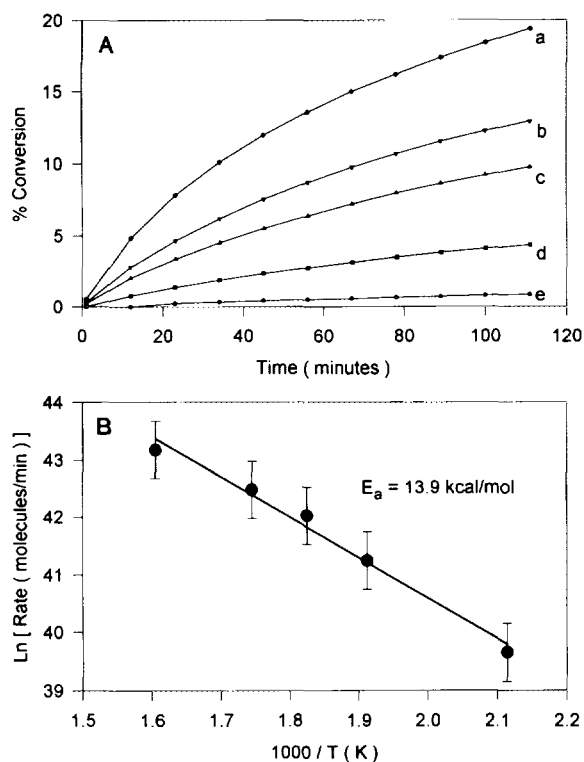 A
20
15
10
5
0
% Conversion
a
b
c
d
e
0 20 40 60 80 100 120
Time ( minutes )
B
44
43
42
41
40
39
Ln [ Rate ( molecules/min ) ]
Eₐ = 13.9 kcal/mol
1.5 1.6 1.7 1.8 1.9 2.0 2.1 2.2
1000 / T ( K )